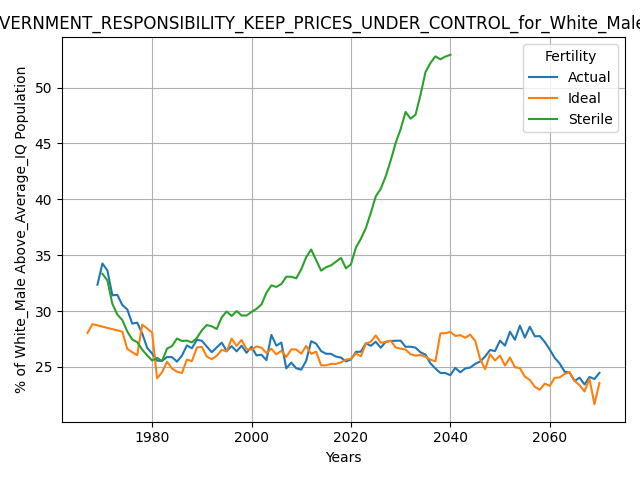 VERNMENT_RESPONSIBILITY_KEEP_PRICES_UNDER_CONTROL_for_White_Male
% of White_Male Above_Average_IQ Population
50
45
40
35
30
25
Fertility
Actual
Ideal
Sterile
1980
2000
2020
2040
2060
Years